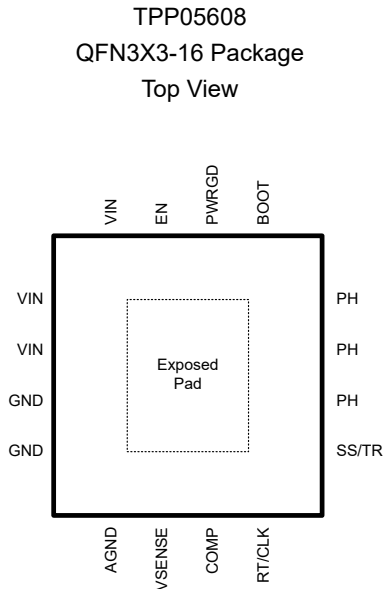 TPP05608
QFN3X3-16 Package
Top View
VIN
EN
PWRGD
BOOT
VIN
VIN
GND
GND
Exposed
Pad
PH
PH
PH
SS/TR
AGND
VSENSE
COMP
RT/CLK